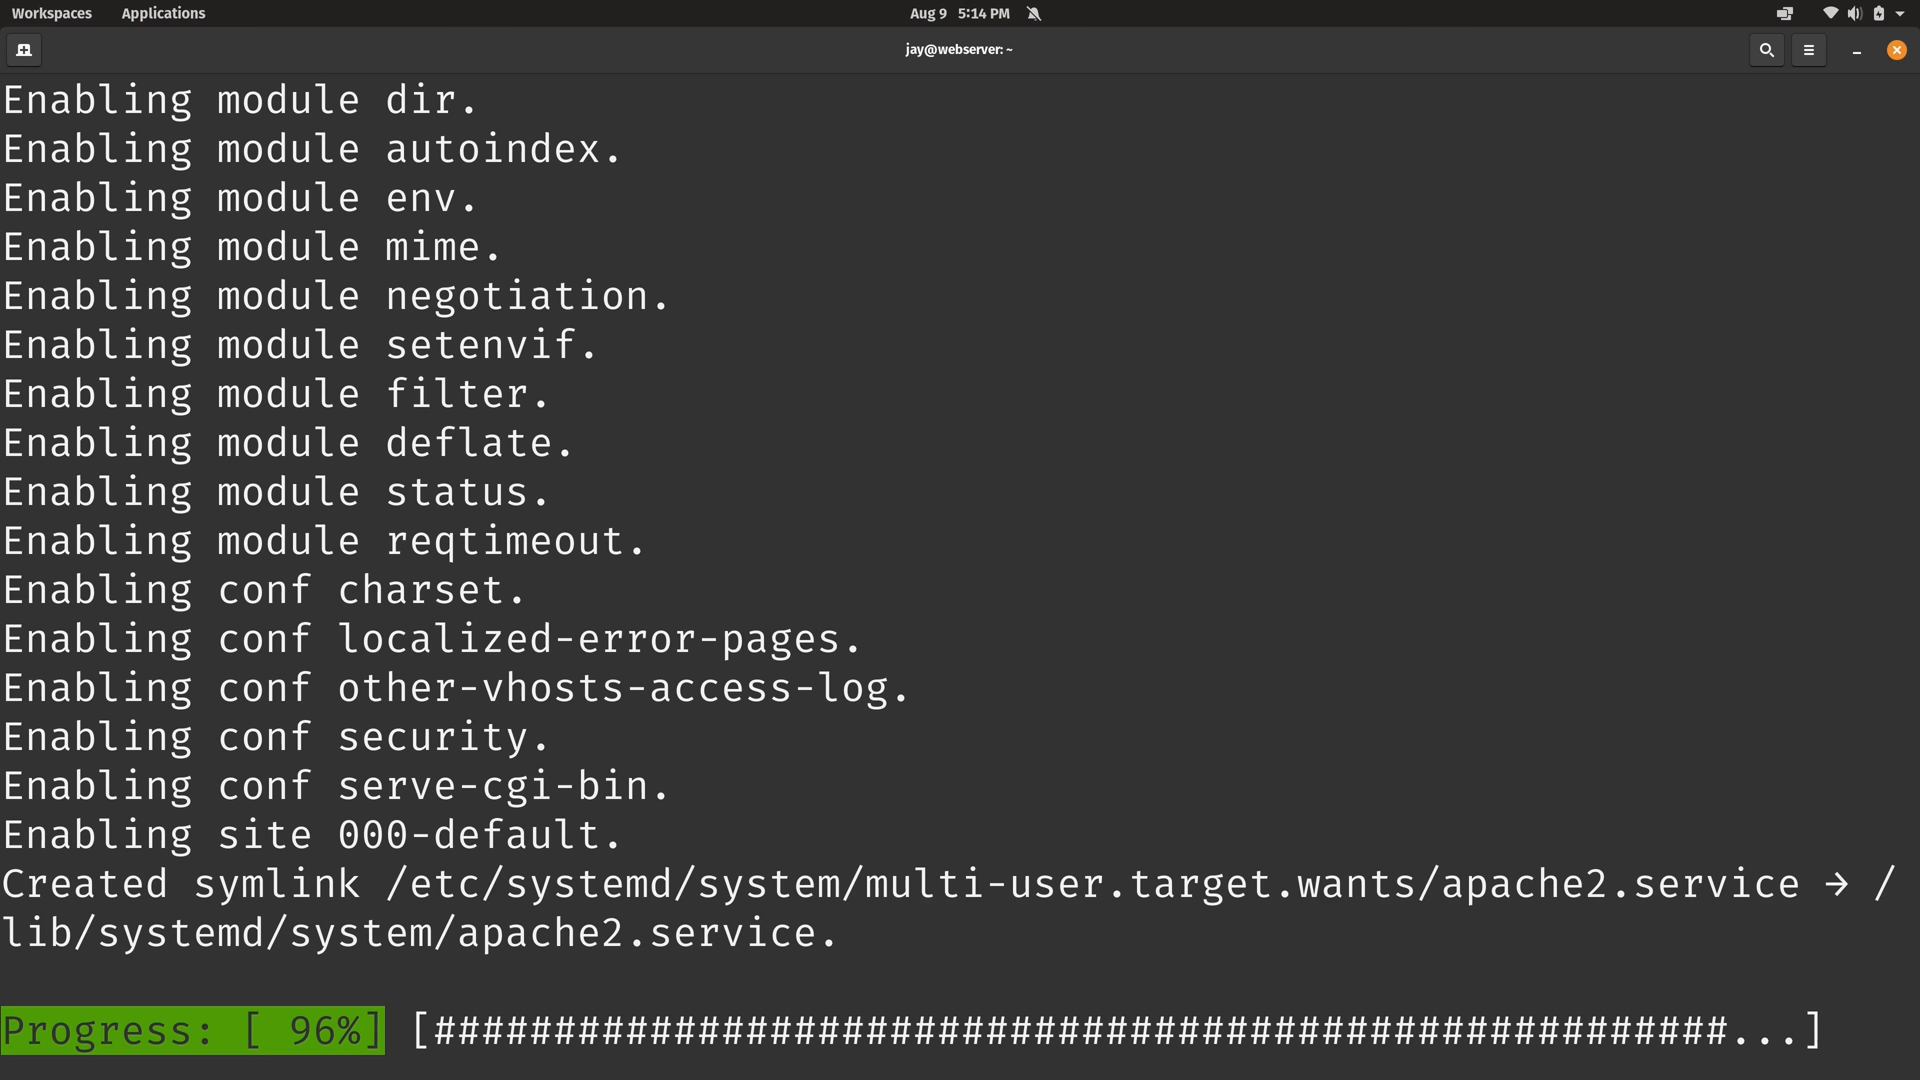 Workspaces Applications Aug 9 5:14 PM
jay@webserver: ~
Enabling module dir.
Enabling module autoindex.
Enabling module env.
Enabling module mime.
Enabling module negotiation.
Enabling module setenvif.
Enabling module filter.
Enabling module deflate.
Enabling module status.
Enabling module reqtimeout.
Enabling conf charset.
Enabling conf localized-error-pages.
Enabling conf other-vhosts-access-log.
Enabling conf security.
Enabling conf serve-cgi-bin.
Enabling site 000-default.
Created symlink /etc/systemd/system/multi-user.target.wants/apache2.service → /
lib/systemd/system/apache2.service.
Progress: [ 96%] [######################################################...]